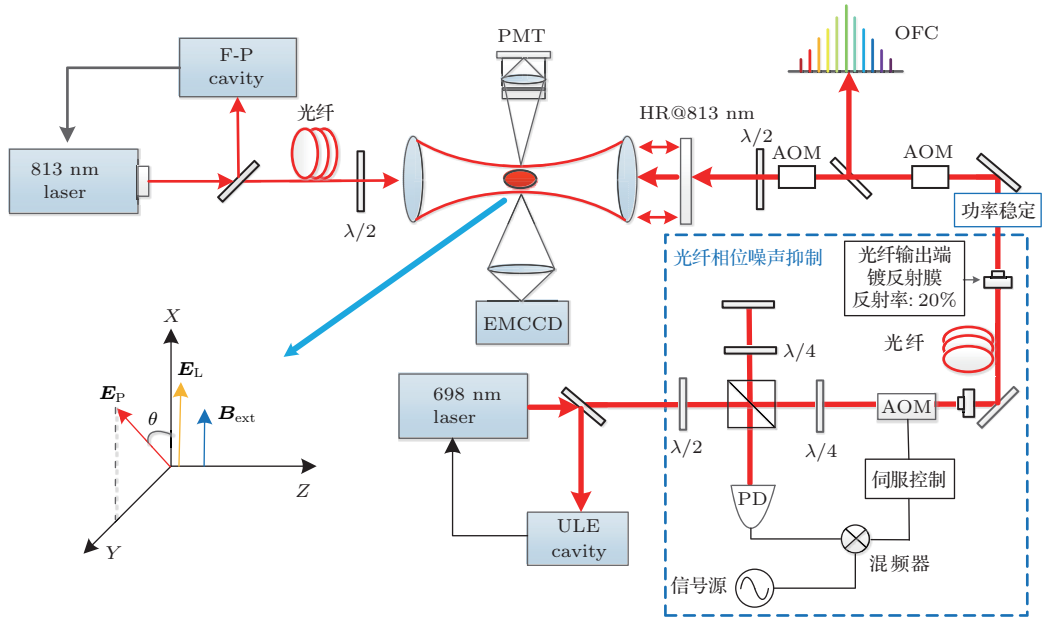 PMT
OFC
F-P
cavity
光纤
HR@813 nm
λ/2
AOM
AOM
813 nm
laser
λ/2
功率稳定
光纤相位噪声抑制
光纤输出端
镀反射膜
反射率: 20%
EMCCD
X
光纤
λ/4
E_L
E_P
θ
B_ext
698 nm
laser
AOM
λ/2
λ/4
Z
伺服控制
PD
ULE
cavity
Y
混频器
信号源